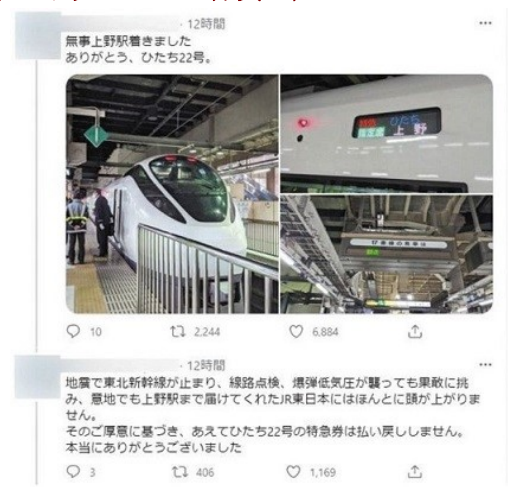 · 12時間
無事上野駅着きました
ありがとう、ひたち22号。
特急 ひたち
上野
10 2,244 6,884
· 12時間
地震で東北新幹線が止まり、線路点検、爆弾低気圧が襲っても果敢に挑
み、意地でも上野駅まで届けてくれたJR東日本にはほんとに頭が上がりま
せん。
そのご厚意に基づき、あえてひたち22号の特急券は払い戻ししません。
本当にありがとうございました
3 406 1,169